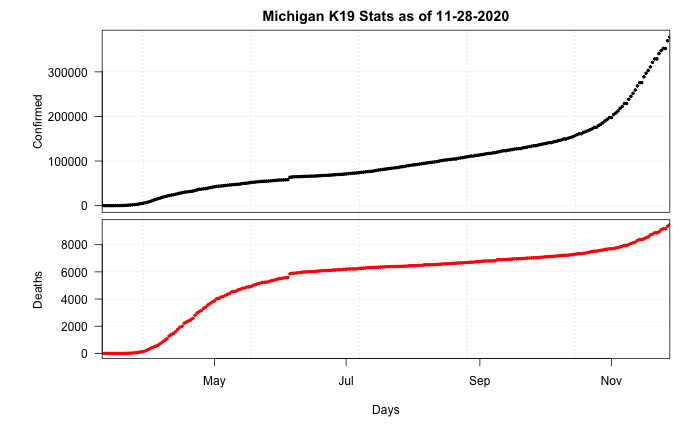 Michigan K19 Stats as of 11-28-2020
Confirmed
300000
200000
100000
0
Deaths
8000
6000
4000
2000
0
May Jul Sep Nov
Days